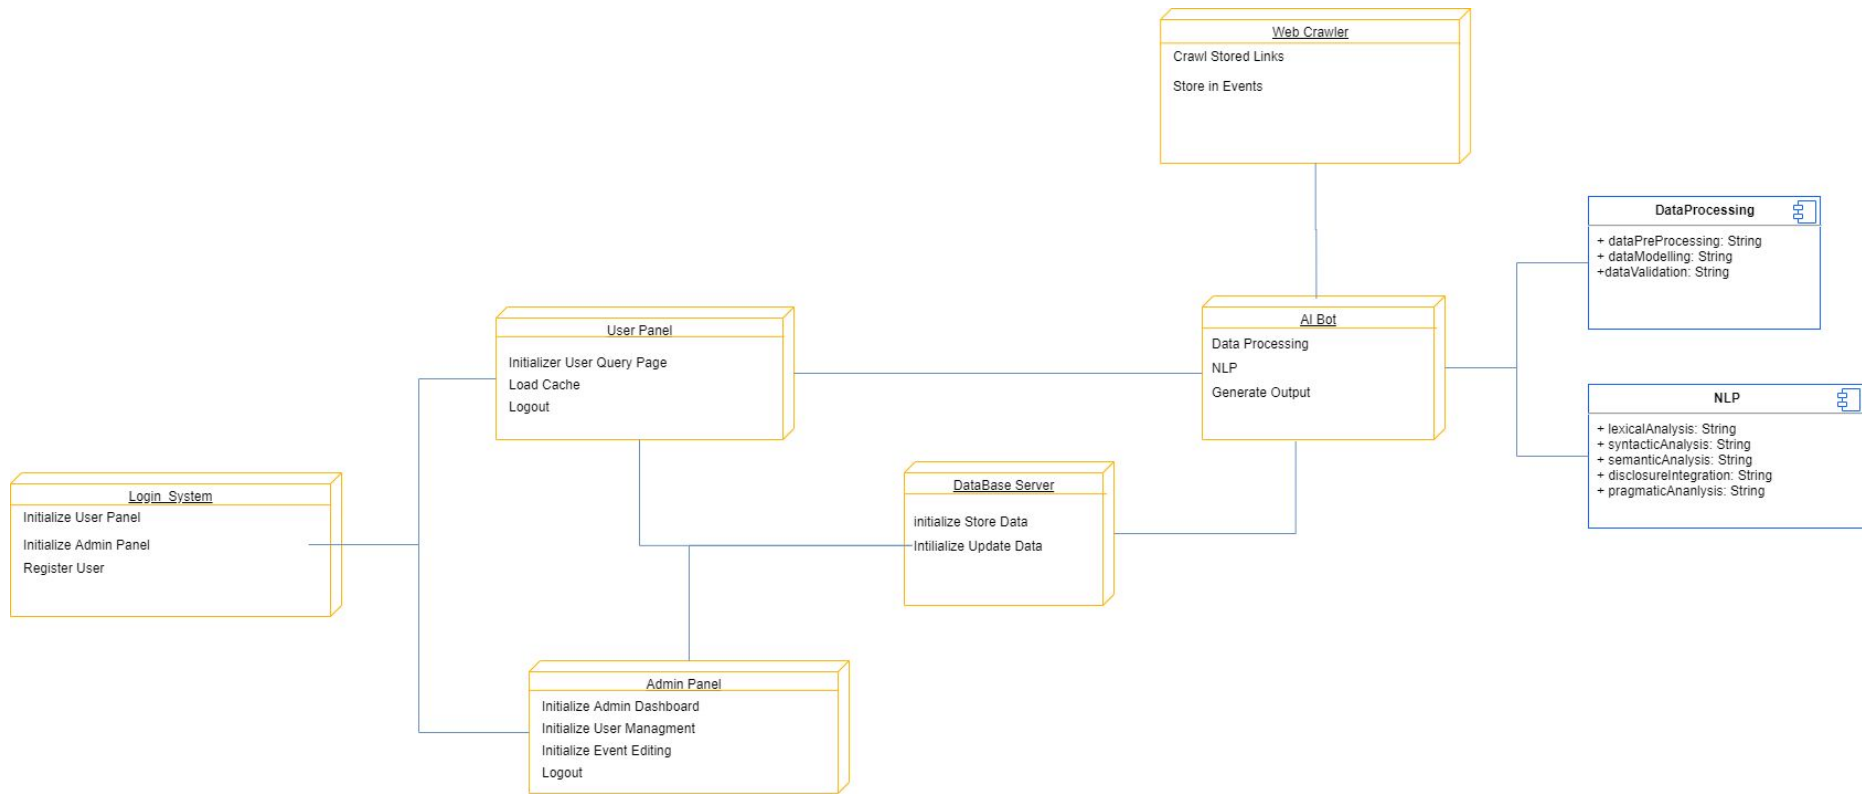 Web Crawler
Crawl Stored Links
Store in Events
DataProcessing
+ dataPreProcessing: String
+ dataModelling: String
+dataValidation: String
User Panel
Initializer User Query Page
Load Cache
Logout
AI Bot
Data Processing
NLP
Generate Output
NLP
+ lexicalAnalysis: String
+ syntacticAnalysis: String
+ semanticAnalysis: String
+ disclosureIntegration: String
+ pragmaticAnanlysis: String
Login_System
Initialize User Panel
Initialize Admin Panel
Register User
DataBase Server
initialize Store Data
Intilialize Update Data
Admin Panel
Initialize Admin Dashboard
Initialize User Managment
Initialize Event Editing
Logout